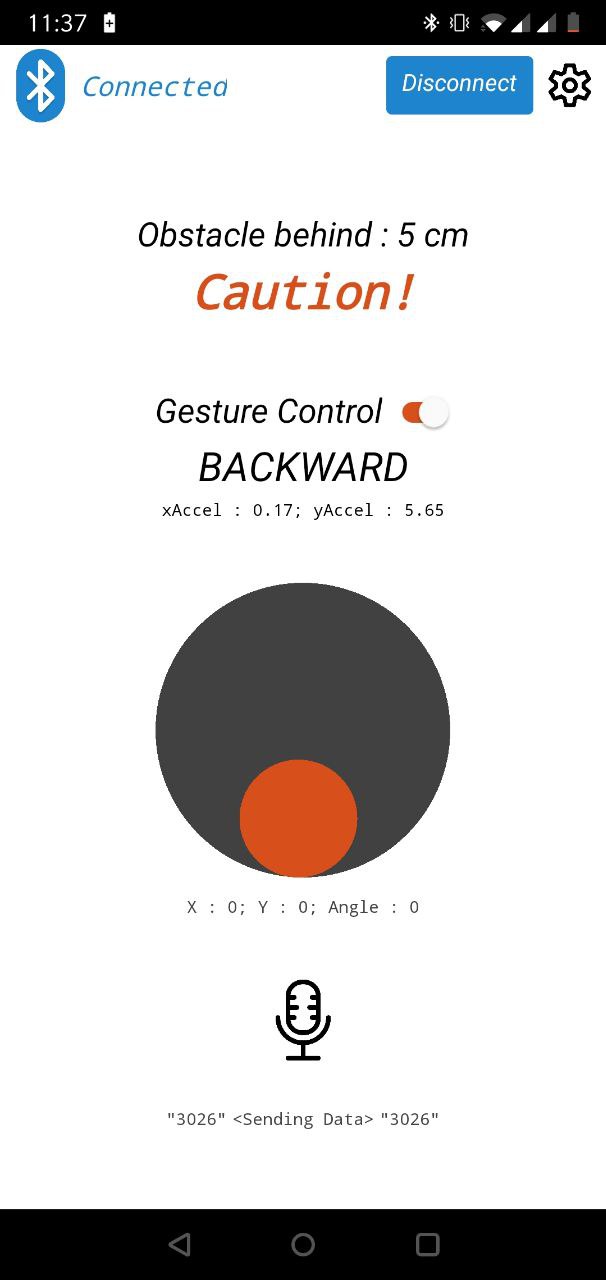 11:37
Connected
Disconnect
Obstacle behind : 5 cm
Caution!
Gesture Control
BACKWARD
xAccel : 0.17; yAccel : 5.65
X : 0; Y : 0; Angle : 0
"3026" <Sending Data> "3026"